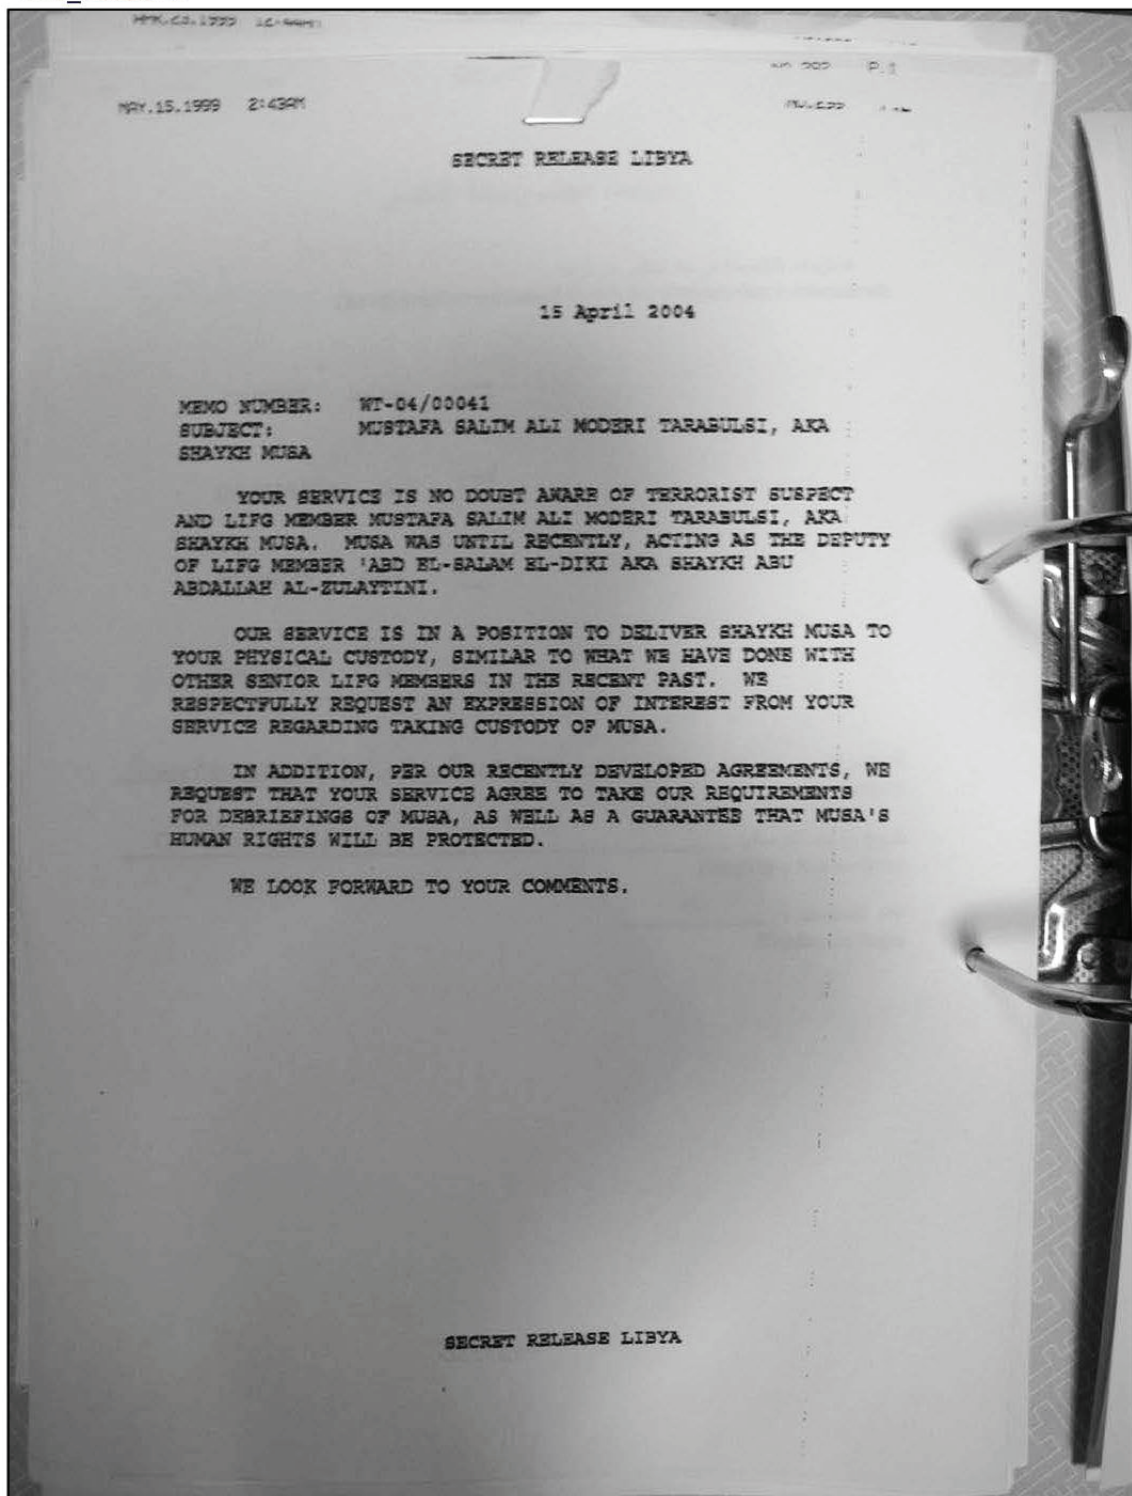 MAY.15.1999 2:43AM
P.1
SECRET RELEASE LIBYA
15 April 2004
MEMO NUMBER: WT-04/00041
SUBJECT: MUSTAFA SALIM ALI MODERI TARABULSI, AKA
SHAYKH MUSA
YOUR SERVICE IS NO DOUBT AWARE OF TERRORIST SUSPECT
AND LIFG MEMBER MUSTAFA SALIM ALI MODERI TARABULSI, AKA
SHAYKH MUSA. MUSA WAS UNTIL RECENTLY, ACTING AS THE DEPUTY
OF LIFG MEMBER 'ABD EL-SALAM EL-DIKI AKA SHAYKH ABU
ABDALLAH AL-ZULAYTINI.
OUR SERVICE IS IN A POSITION TO DELIVER SHAYKH MUSA TO
YOUR PHYSICAL CUSTODY, SIMILAR TO WHAT WE HAVE DONE WITH
OTHER SENIOR LIFG MEMBERS IN THE RECENT PAST. WE
RESPECTFULLY REQUEST AN EXPRESSION OF INTEREST FROM YOUR
SERVICE REGARDING TAKING CUSTODY OF MUSA.
IN ADDITION, PER OUR RECENTLY DEVELOPED AGREEMENTS, WE
REQUEST THAT YOUR SERVICE AGREE TO TAKE OUR REQUIREMENTS
FOR DEBRIEFINGS OF MUSA, AS WELL AS A GUARANTEE THAT MUSA'S
HUMAN RIGHTS WILL BE PROTECTED.
WE LOOK FORWARD TO YOUR COMMENTS.
SECRET RELEASE LIBYA